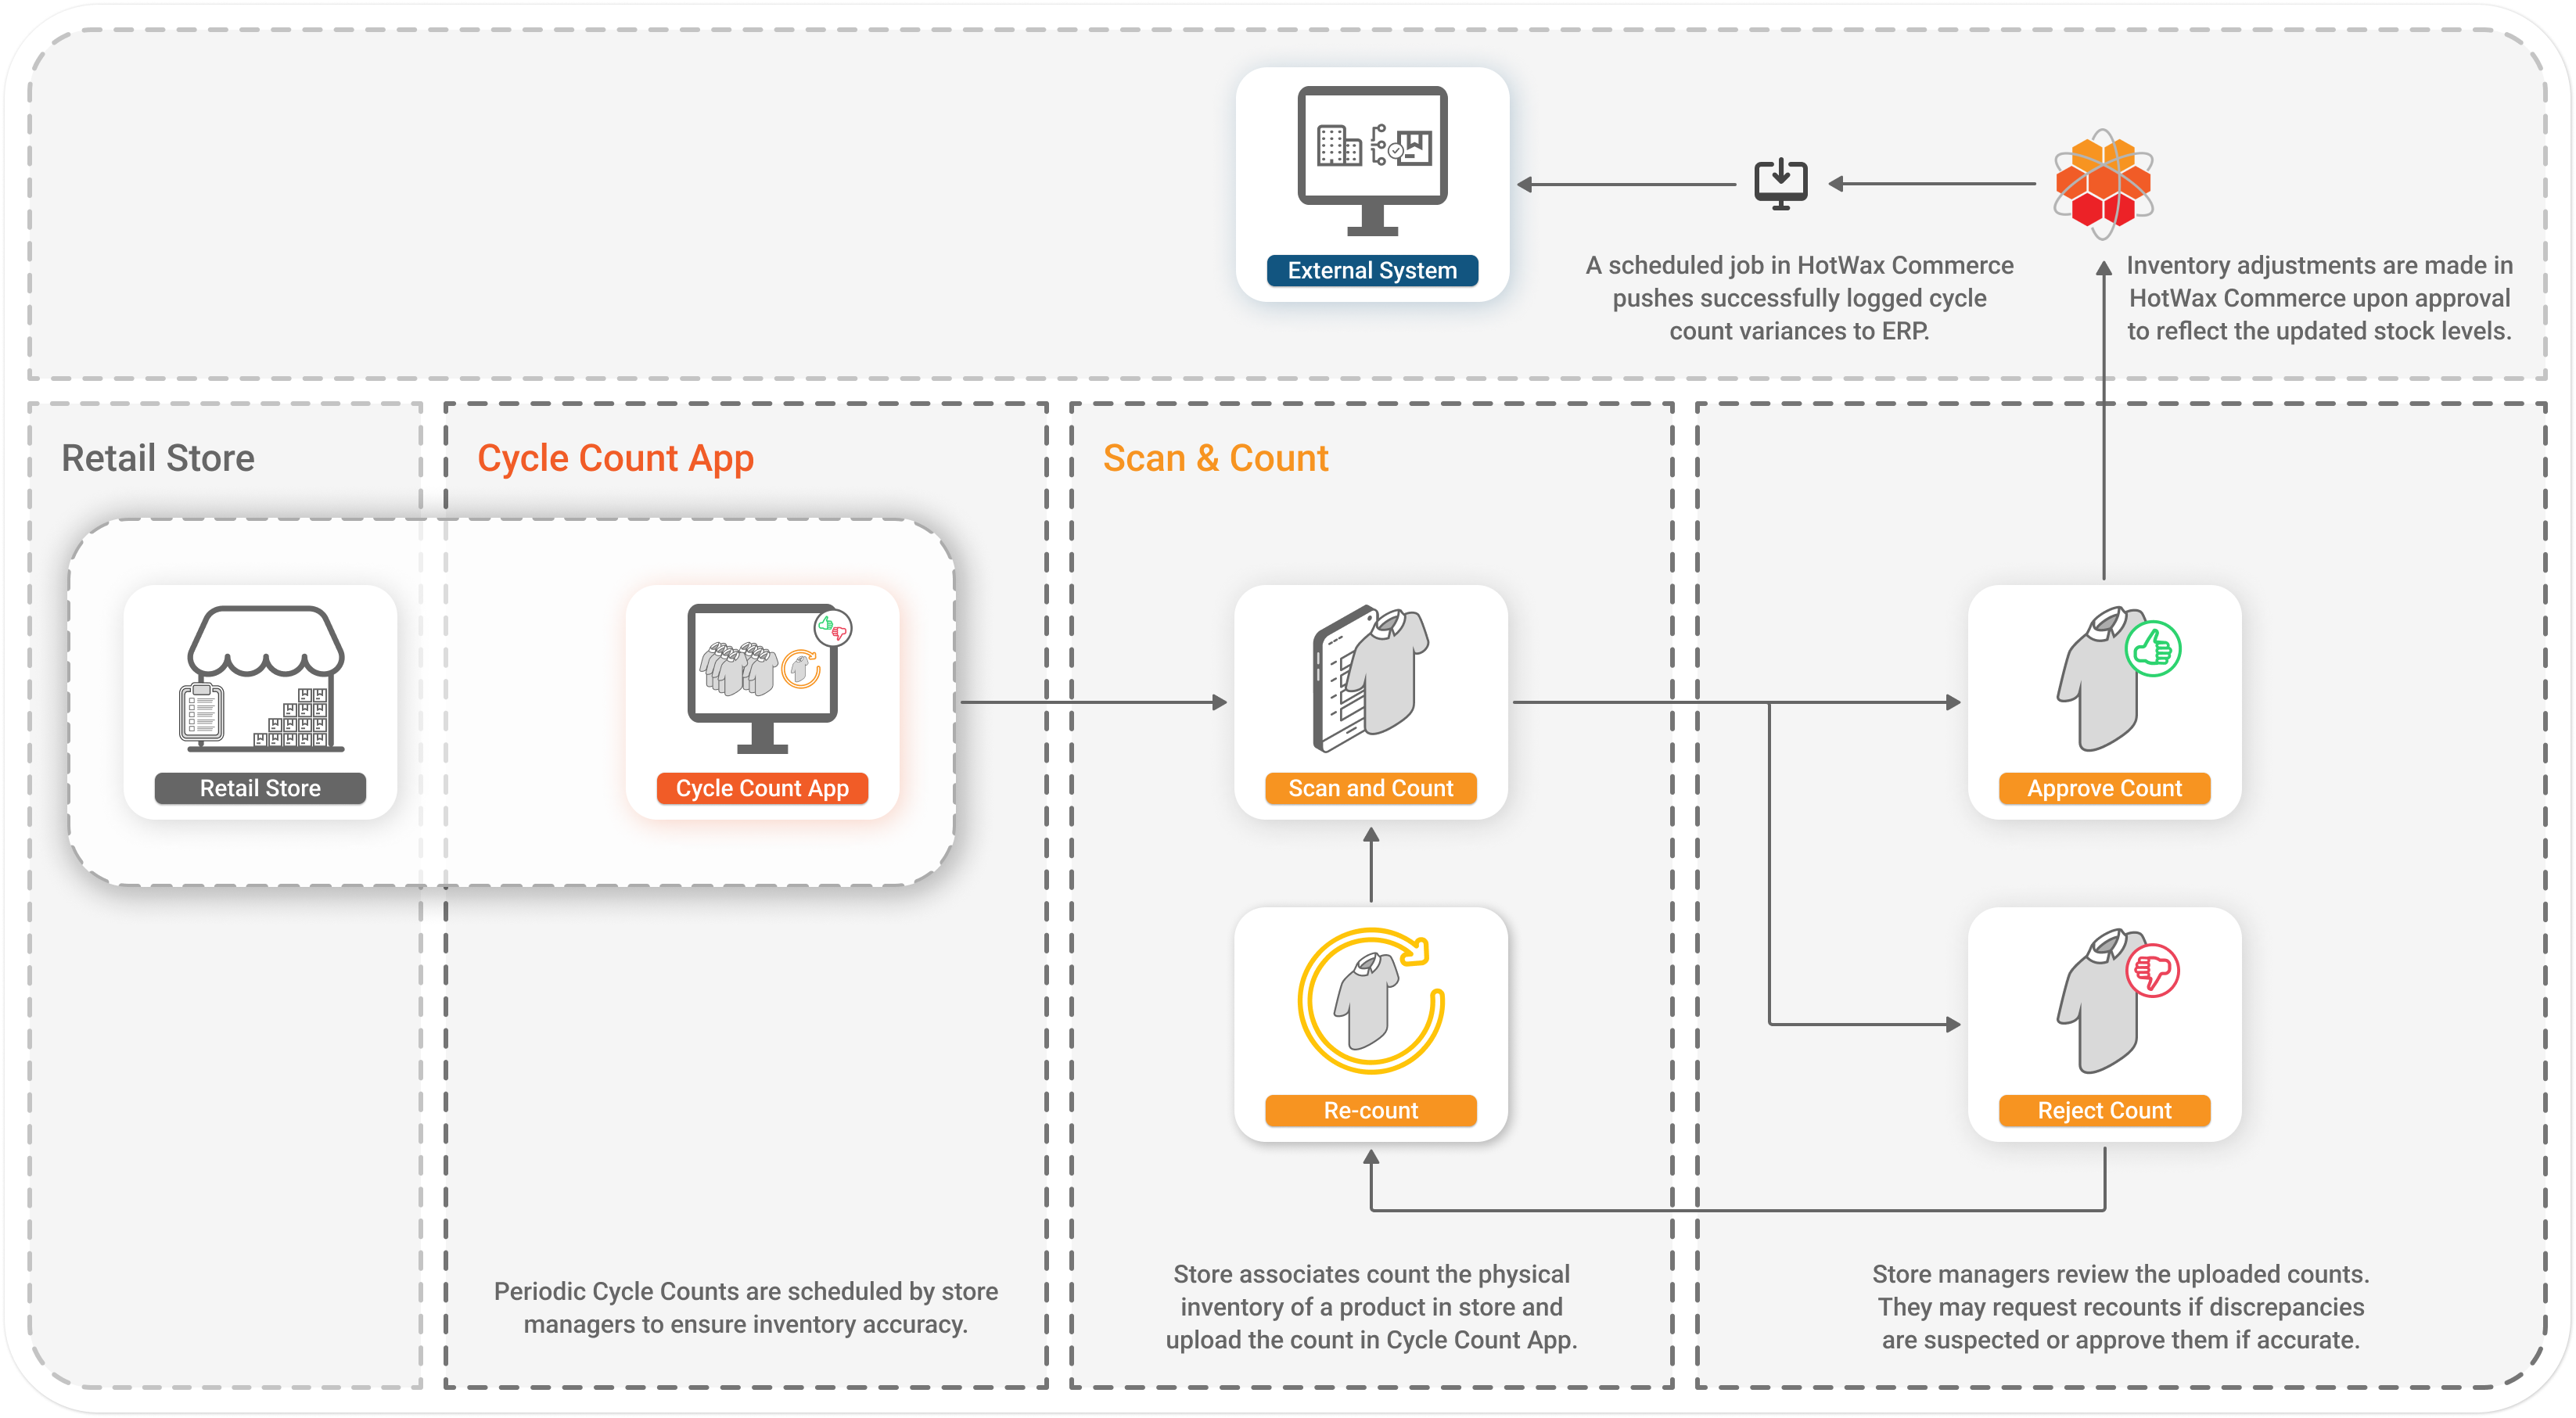 External System
A scheduled job in HotWax Commerce
pushes successfully logged cycle
count variances to ERP.
Inventory adjustments are made in
HotWax Commerce upon approval
to reflect the updated stock levels.
Retail Store
Cycle Count App
Scan & Count
Retail Store
Cycle Count App
Scan and Count
Approve Count
Re-count
Reject Count
Periodic Cycle Counts are scheduled by store
managers to ensure inventory accuracy.
Store associates count the physical
inventory of a product in store and
upload the count in Cycle Count App.
Store managers review the uploaded counts.
They may request recounts if discrepancies
are suspected or approve them if accurate.